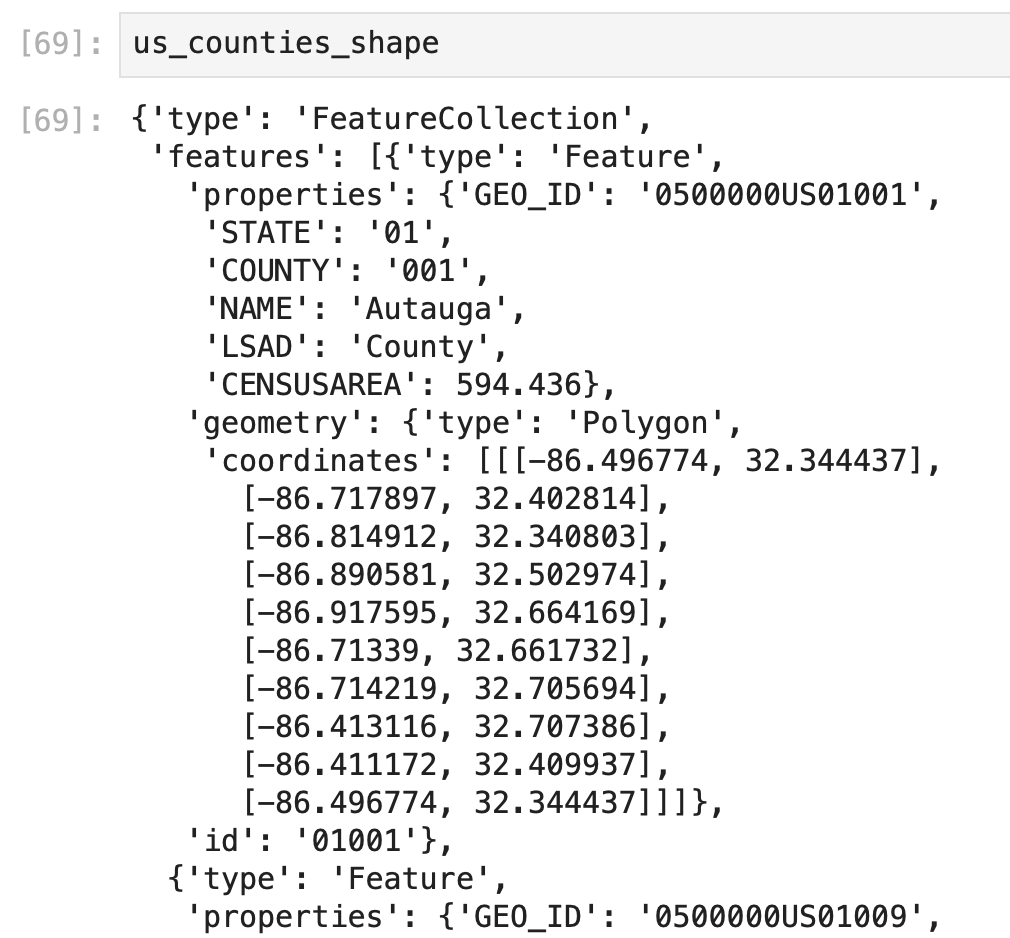 [69]: us_counties_shape
[69]: {'type': 'FeatureCollection',
'features': [{'type': 'Feature',
'properties': {'GEO_ID': '0500000US01001',
'STATE': '01',
'COUNTY': '001',
'NAME': 'Autauga',
'LSAD': 'County',
'CENSUSAREA': 594.436},
'geometry': {'type': 'Polygon',
'coordinates': [[[-86.496774, 32.344437],
[-86.717897, 32.402814],
[-86.814912, 32.340803],
[-86.890581, 32.502974],
[-86.917595, 32.664169],
[-86.71339, 32.661732],
[-86.714219, 32.705694],
[-86.413116, 32.707386],
[-86.411172, 32.409937],
[-86.496774, 32.344437]]]},
'id': '01001'},
{'type': 'Feature',
'properties': {'GEO_ID': '0500000US01009',